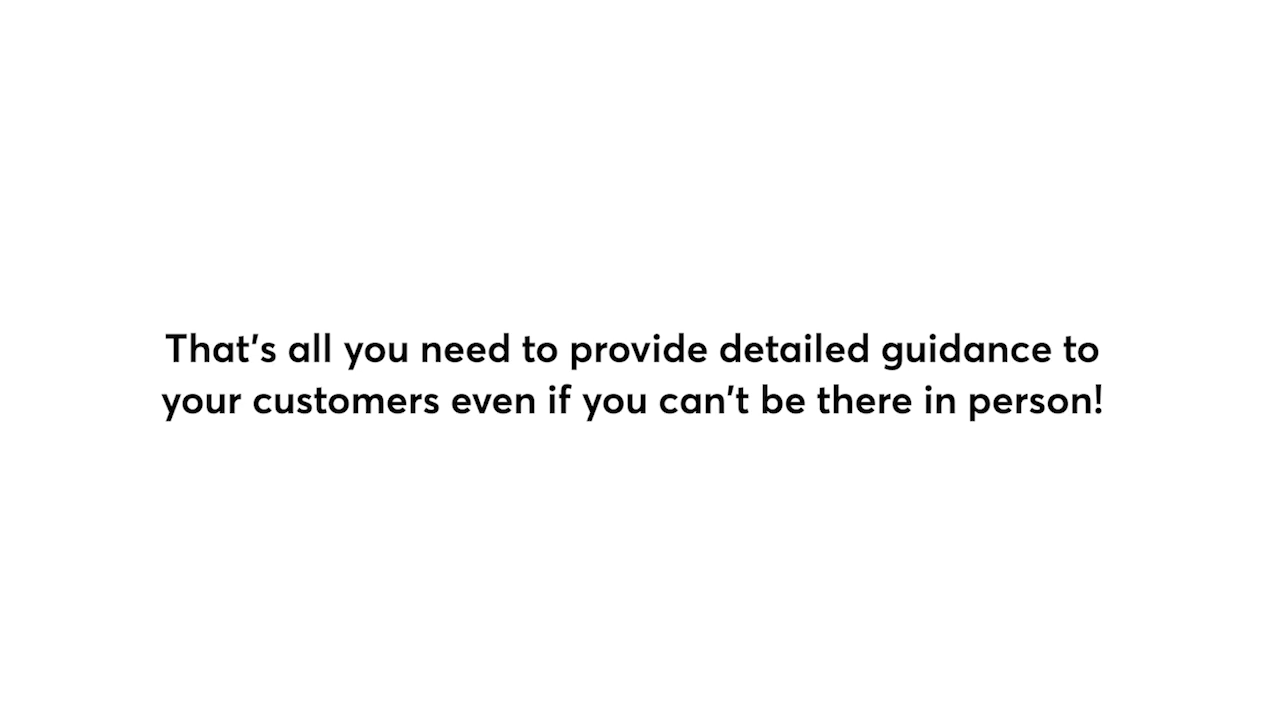 That’s all you need to provide detailed guidance to
your customers even if you can’t be there in person!